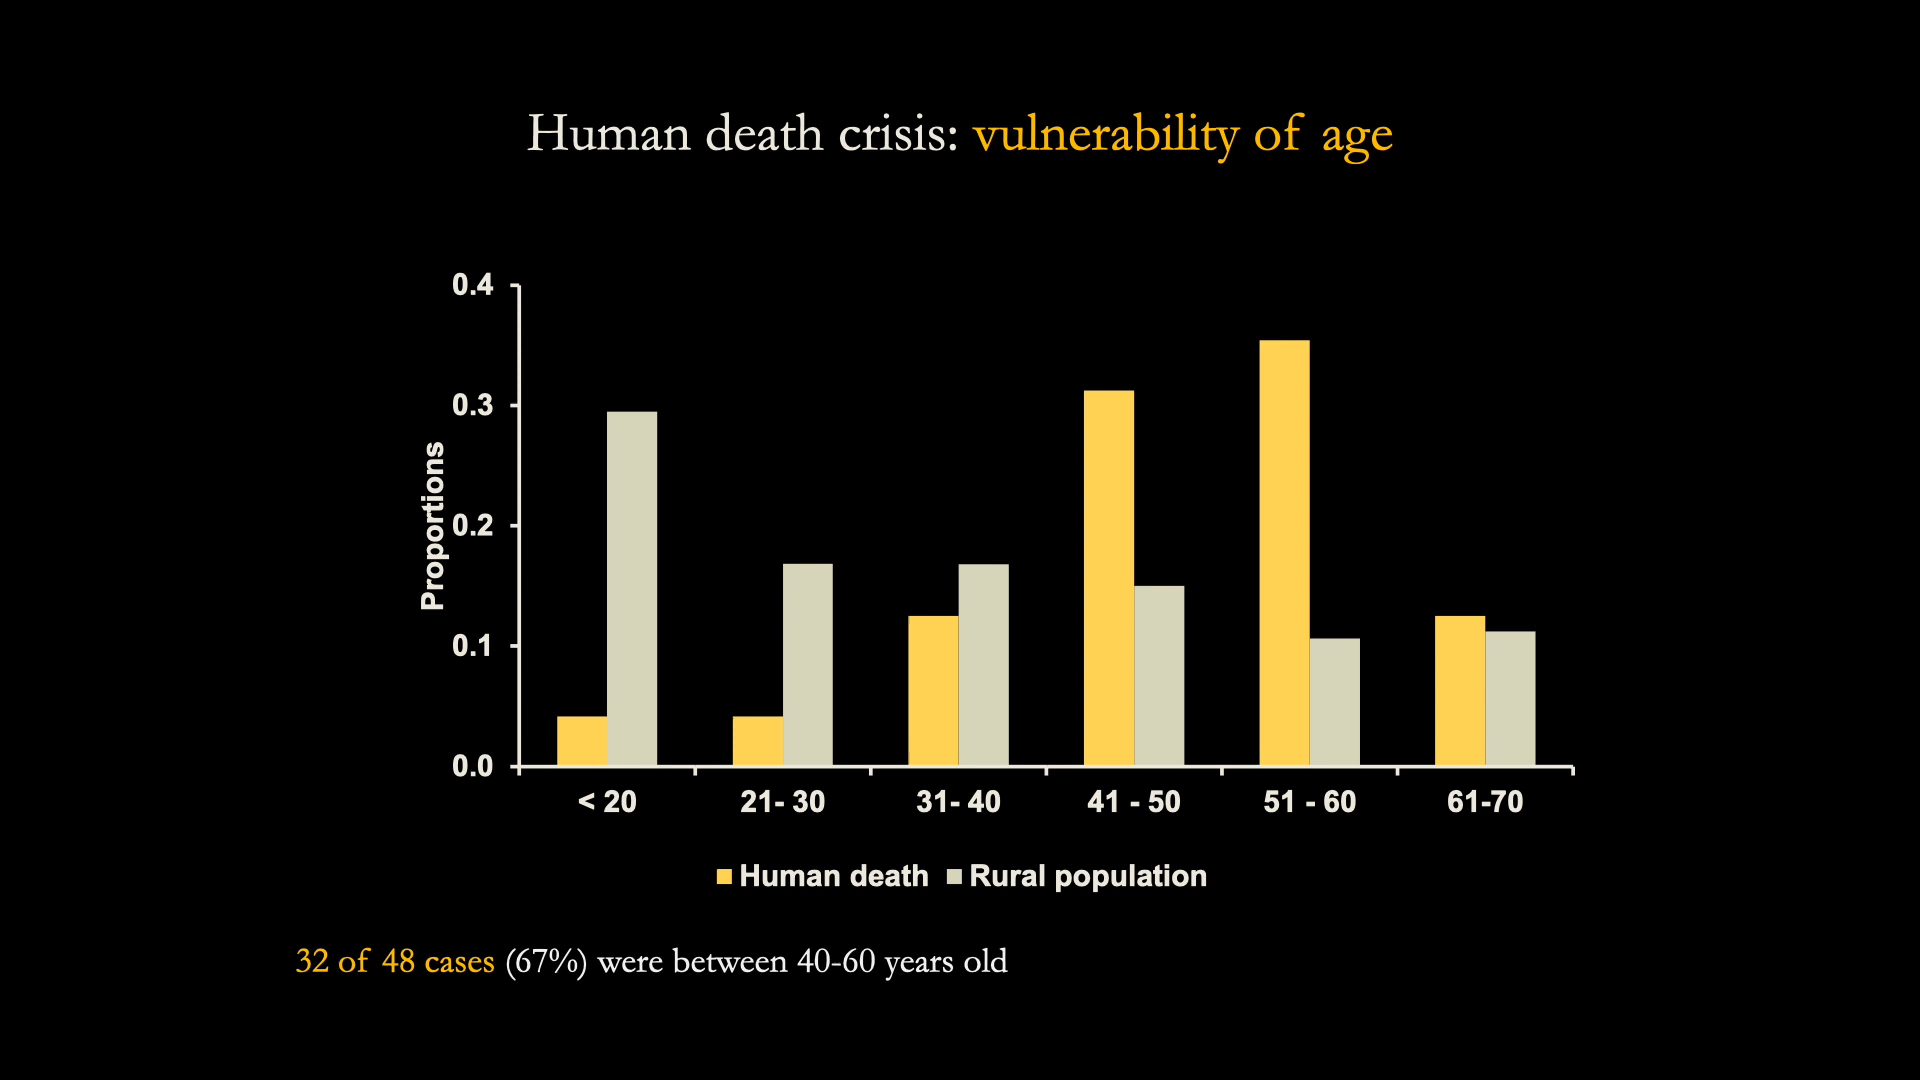 Human death crisis: vulnerability of age
0.4
0.3
0.2
0.1
0.0
Proportions
< 20
21- 30
31- 40
41 - 50
51 - 60
61-70
Human death
Rural population
32 of 48 cases (67%) were between 40-60 years old